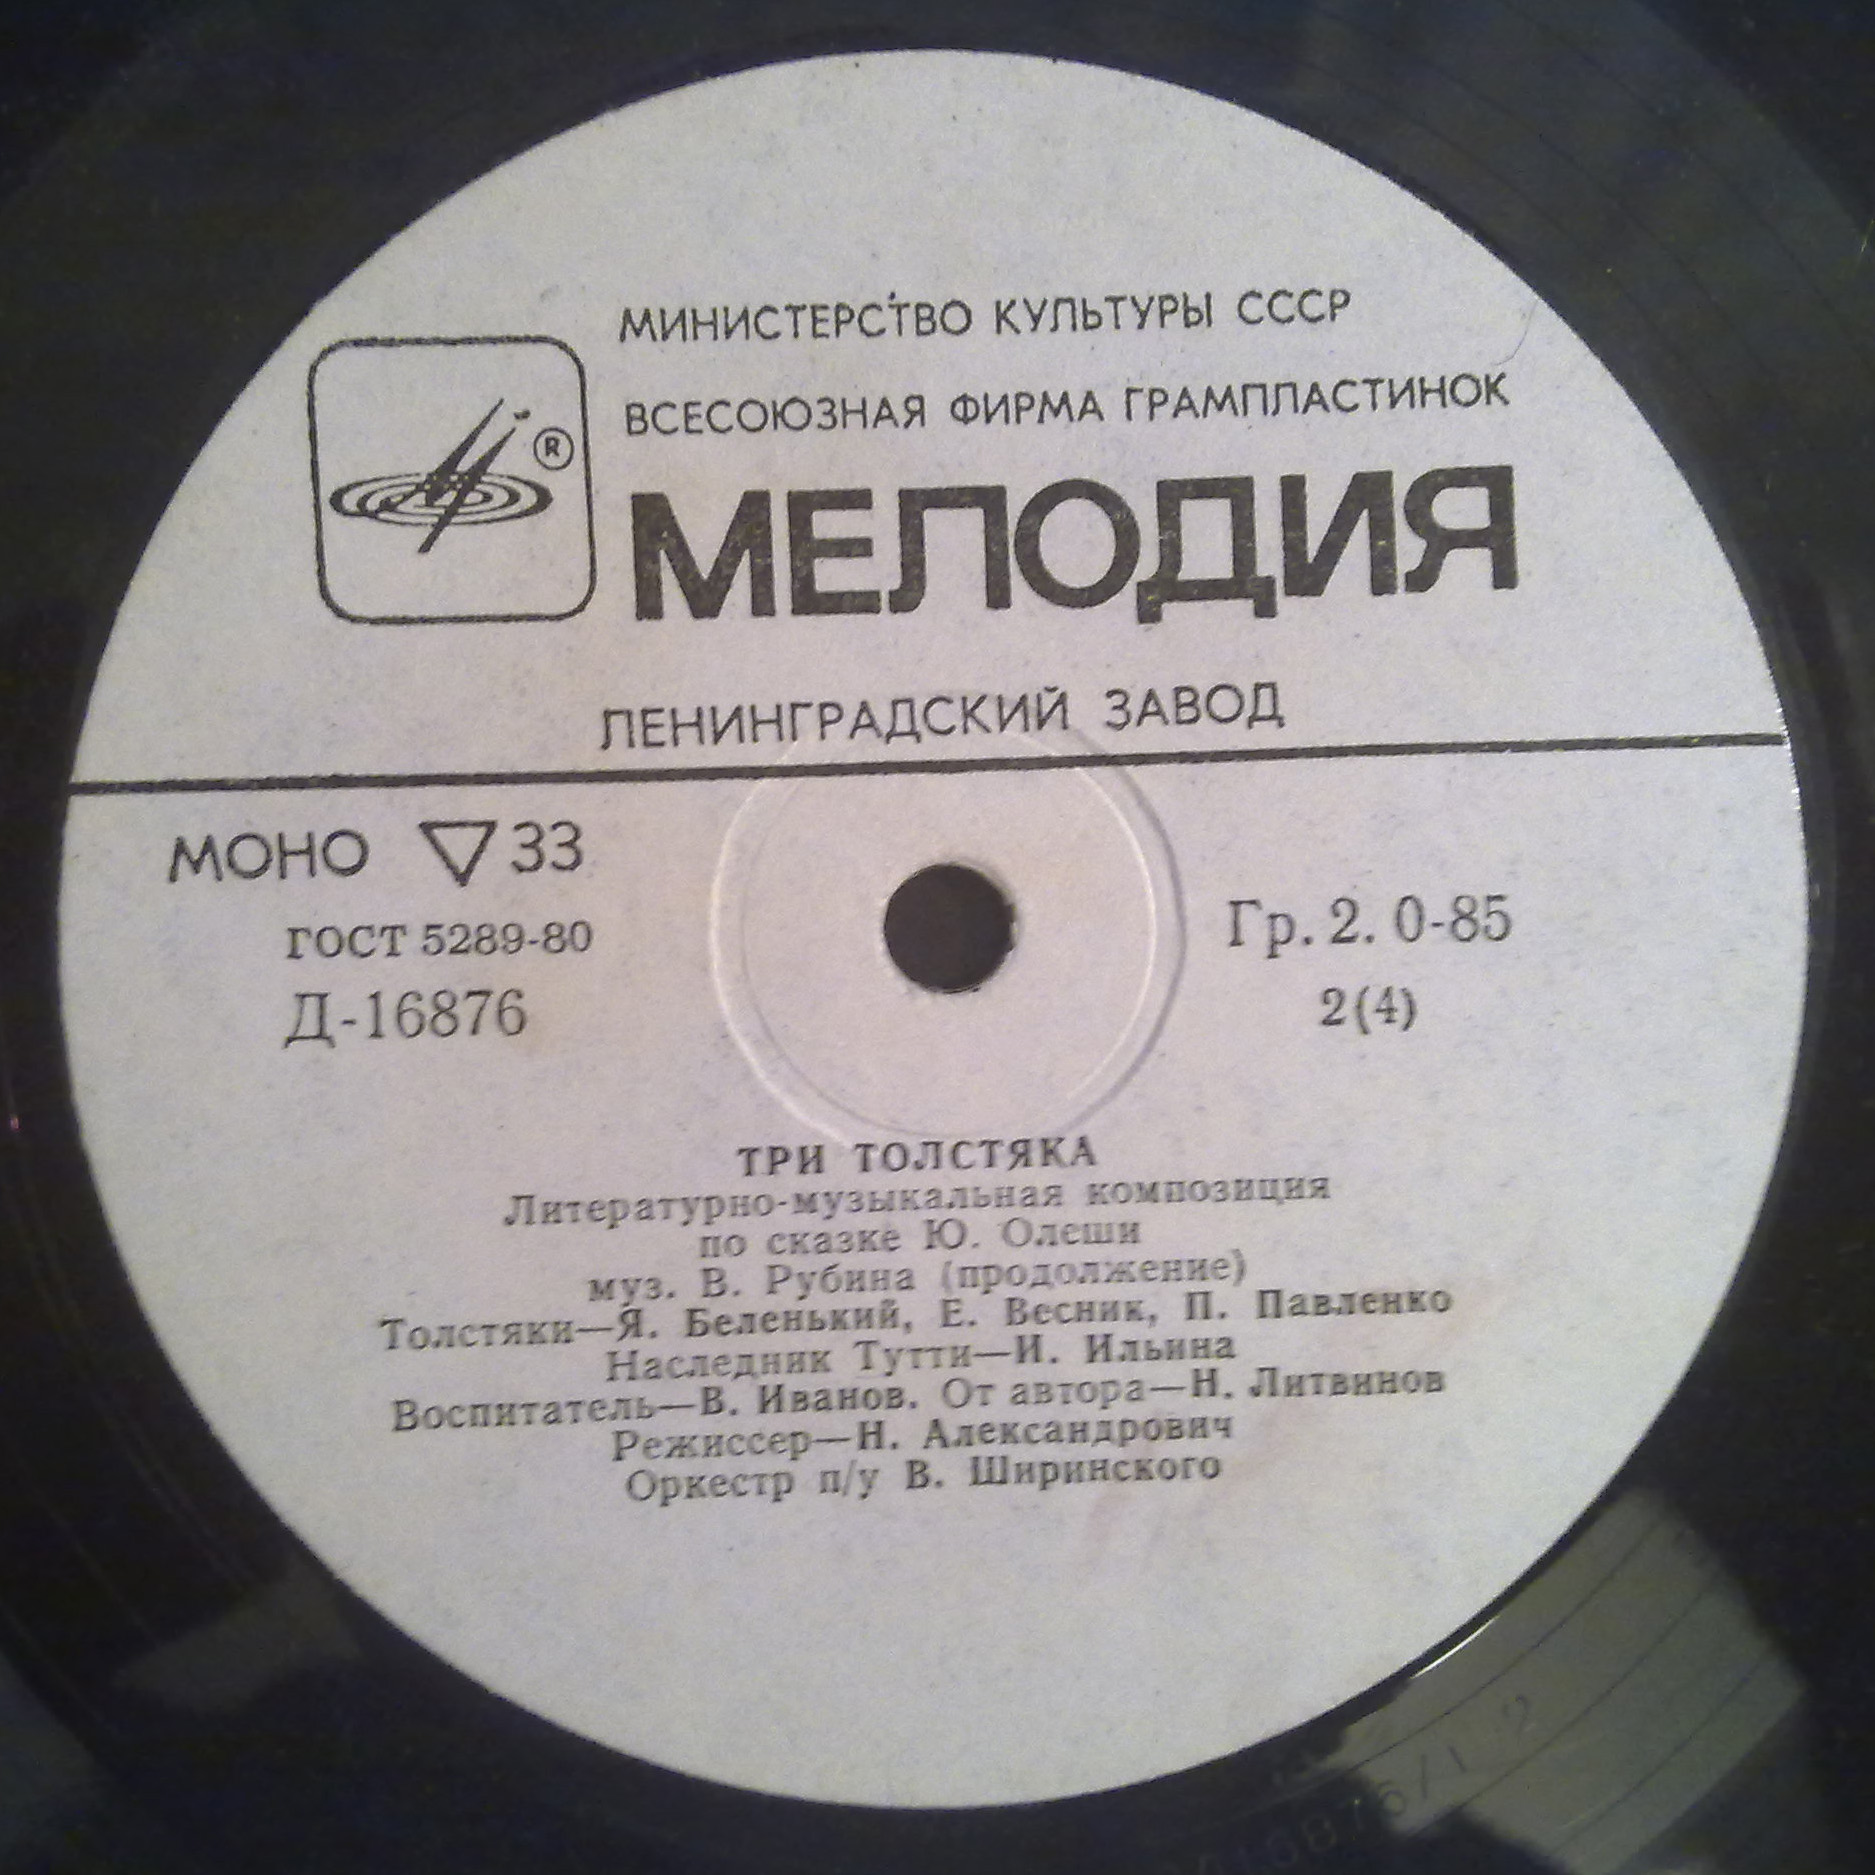 МИНИСТЕРСТВО КУЛЬТУРЫ СССР
ВСЕСОЮЗНАЯ ФИРМА ГРАМПЛАСТИНОК
®
МЕЛОДИЯ
ЛЕНИНГРАДСКИЙ ЗАВОД
МОНО ▽33
ГОСТ 5289-80
Гр. 2. 0-85
Д-16876
2(4)
ТРИ ТОЛСТЯКА
Литературно-музыкальная композиция
по сказке Ю. Олеши
муз. В. Рубина (продолжение)
Толстяки—Я. Беленький, Е. Весник, П. Павленко
Наследник Тутти—И. Ильина
Воспитатель—В. Иванов. От автора—Н. Литвинов
Режиссер—Н. Александрович
Оркестр п/у В. Ширинского